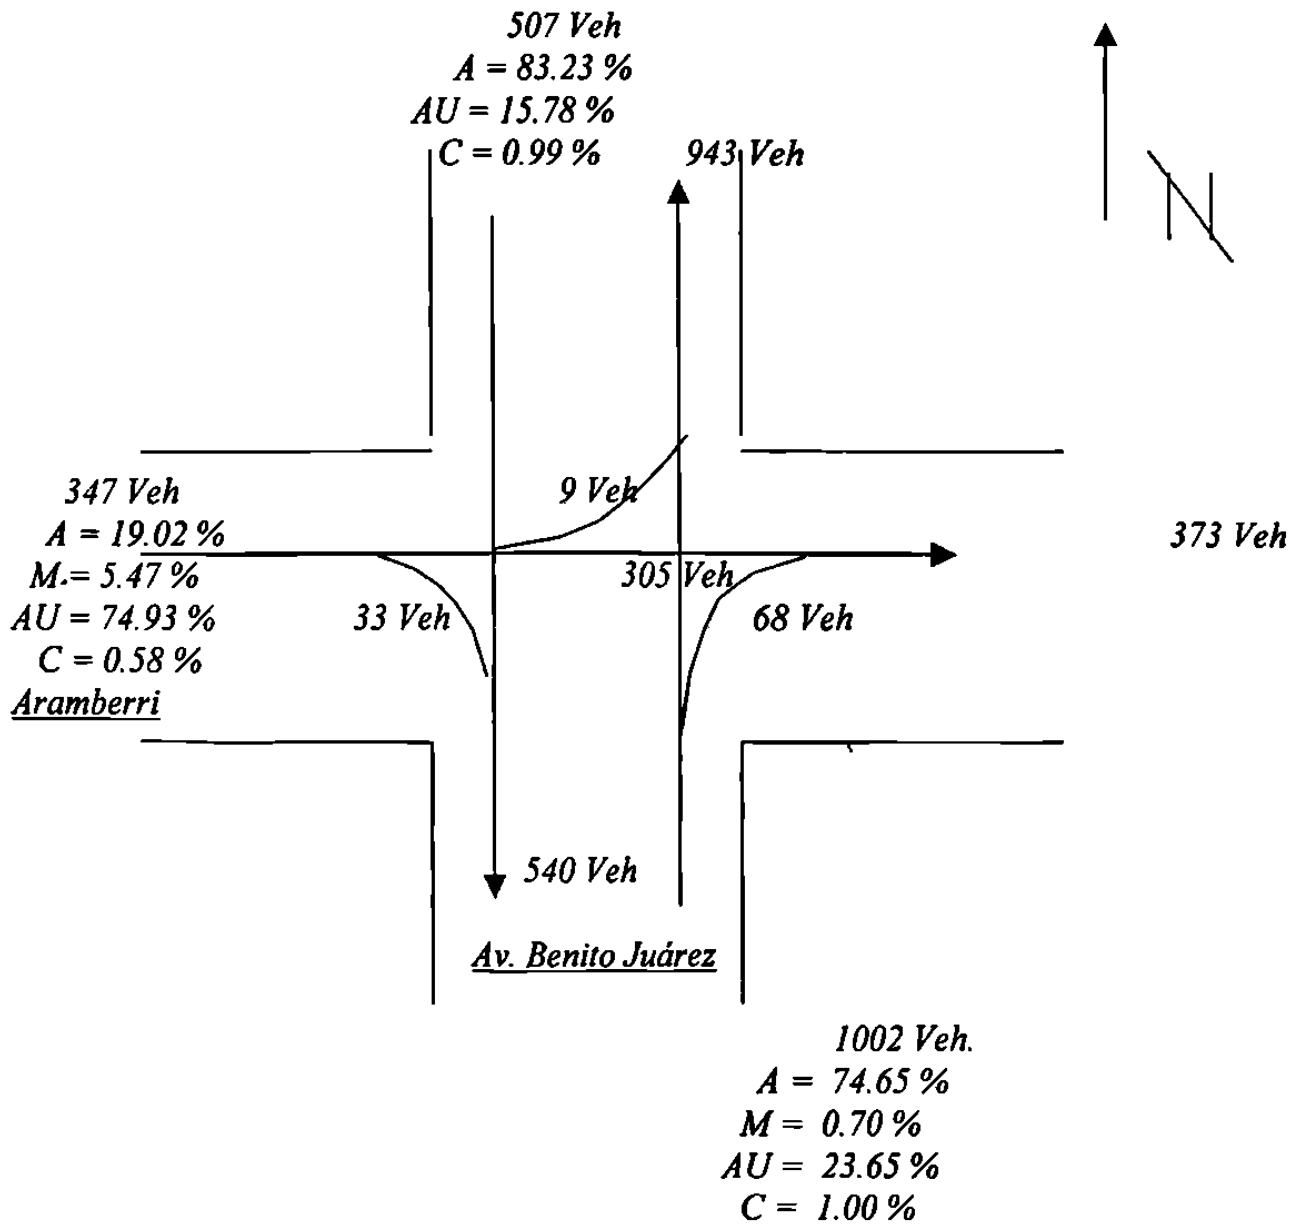 507 Veh
A = 83.23 %
AU = 15.78 %
C = 0.99 %
943 Veh
N
347 Veh
A = 19.02 %
M.= 5.47 %
AU = 74.93 %
C = 0.58 %
Aramberri
9 Veh
305 Veh
33 Veh
68 Veh
373 Veh
540 Veh
Av. Benito Juárez
1002 Veh.
A = 74.65 %
M = 0.70 %
AU = 23.65 %
C = 1.00 %